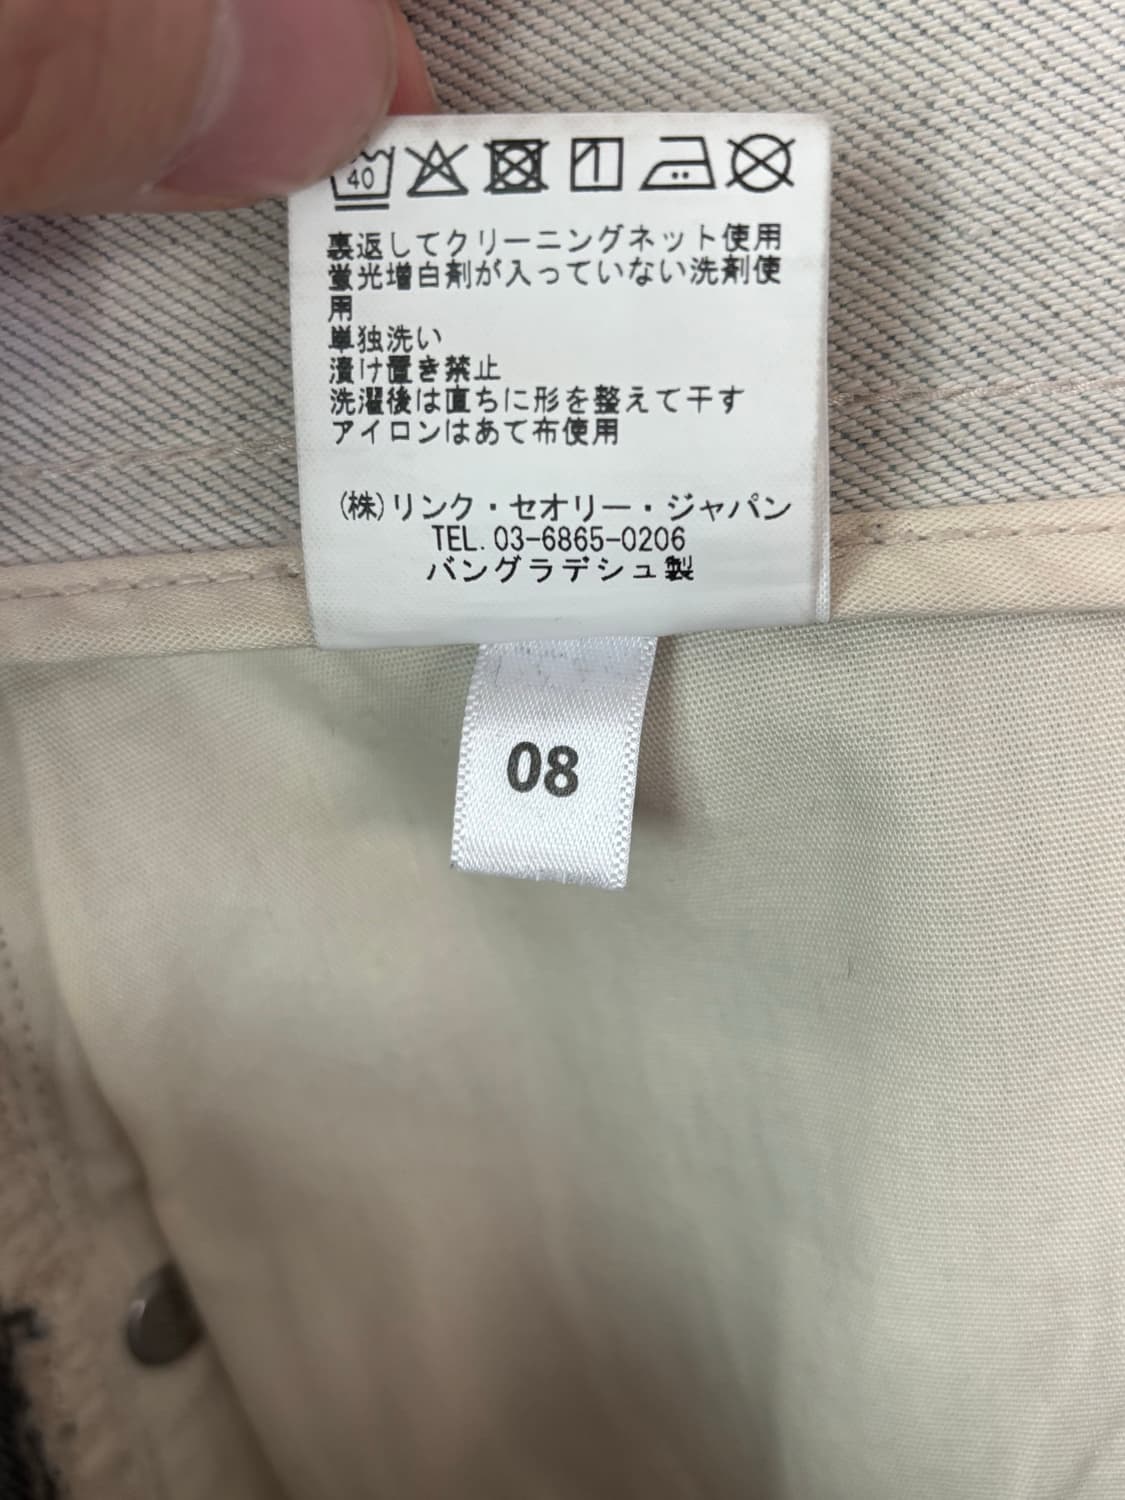 40
裏返してクリーニングネット使用
蛍光増白剤が入っていない洗剤使
用
単独洗い
漬け置き禁止
洗濯後は直ちに形を整えて干す
アイロンはあて布使用
(株)リンク・セオリー・ジャパン
TEL. 03-6865-0206
バングラデシュ製
08